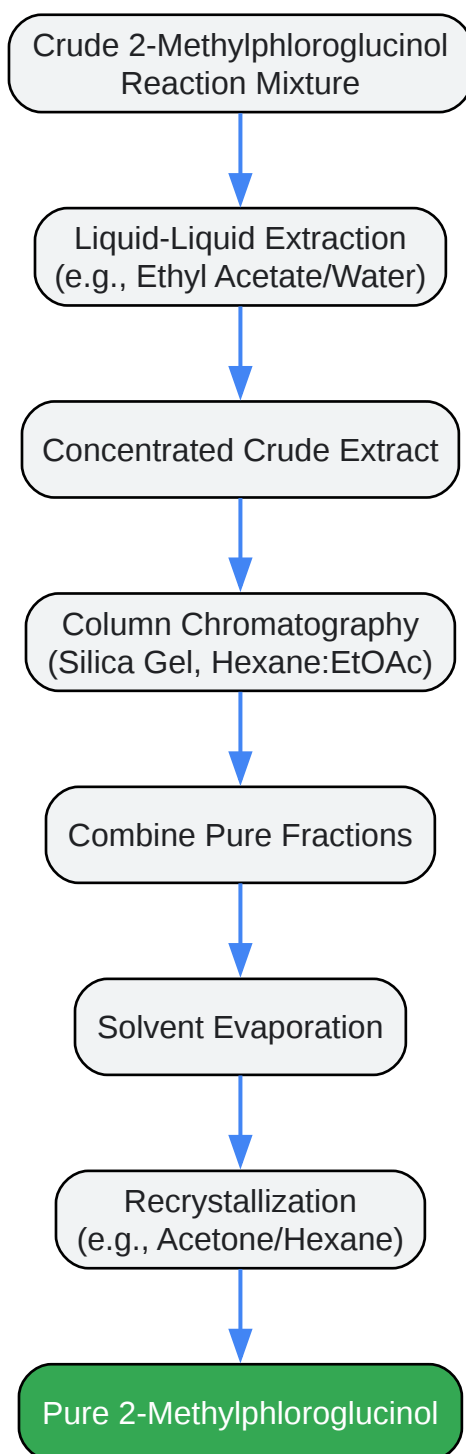 Crude 2-Methylphloroglucinol
Reaction Mixture
Liquid-Liquid Extraction
(e.g., Ethyl Acetate/Water)
Concentrated Crude Extract
Column Chromatography
(Silica Gel, Hexane:EtOAc)
Combine Pure Fractions
Solvent Evaporation
Recrystallization
(e.g., Acetone/Hexane)
Pure 2-Methylphloroglucinol